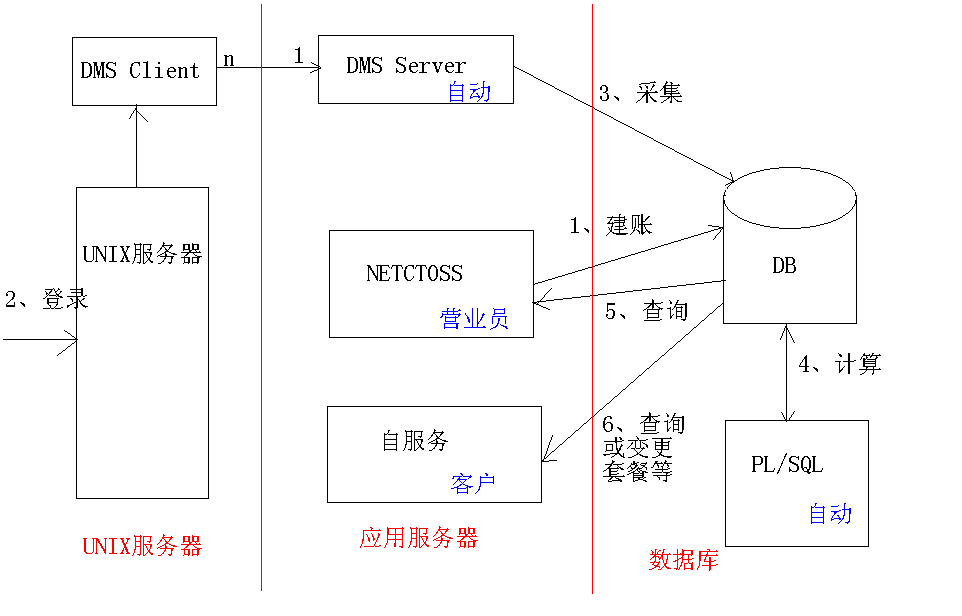 DMS Client
n
1
DMS Server
自动
3、采集
UNIX服务器
2、登录
NETCTOSS
营业员
1、建账
5、查询
DB
4、计算
自服务
客户
6、查询
或变更
套餐等
PL/SQL
自动
UNIX服务器
应用服务器
数据库